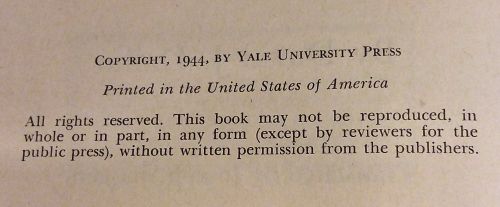 COPYRIGHT, 1944, BY YALE UNIVERSITY PRESS
Printed in the United States of America
All rights reserved. This book may not be reproduced, in
whole or in part, in any form (except by reviewers for the
public press), without written permission from the publishers.